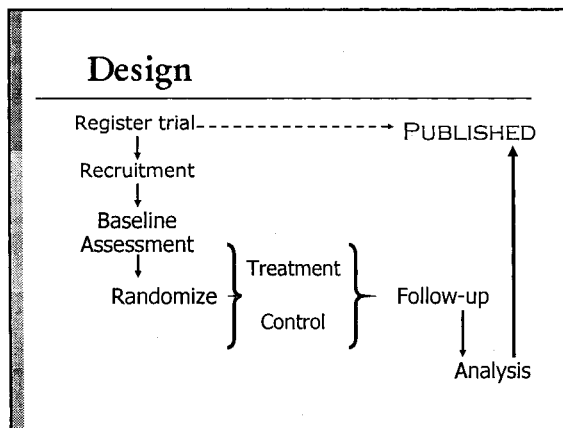 Design
Register trial
PUBLISHED
Recruitment
Baseline
Assessment
Randomize
Treatment
Control
Follow-up
Analysis